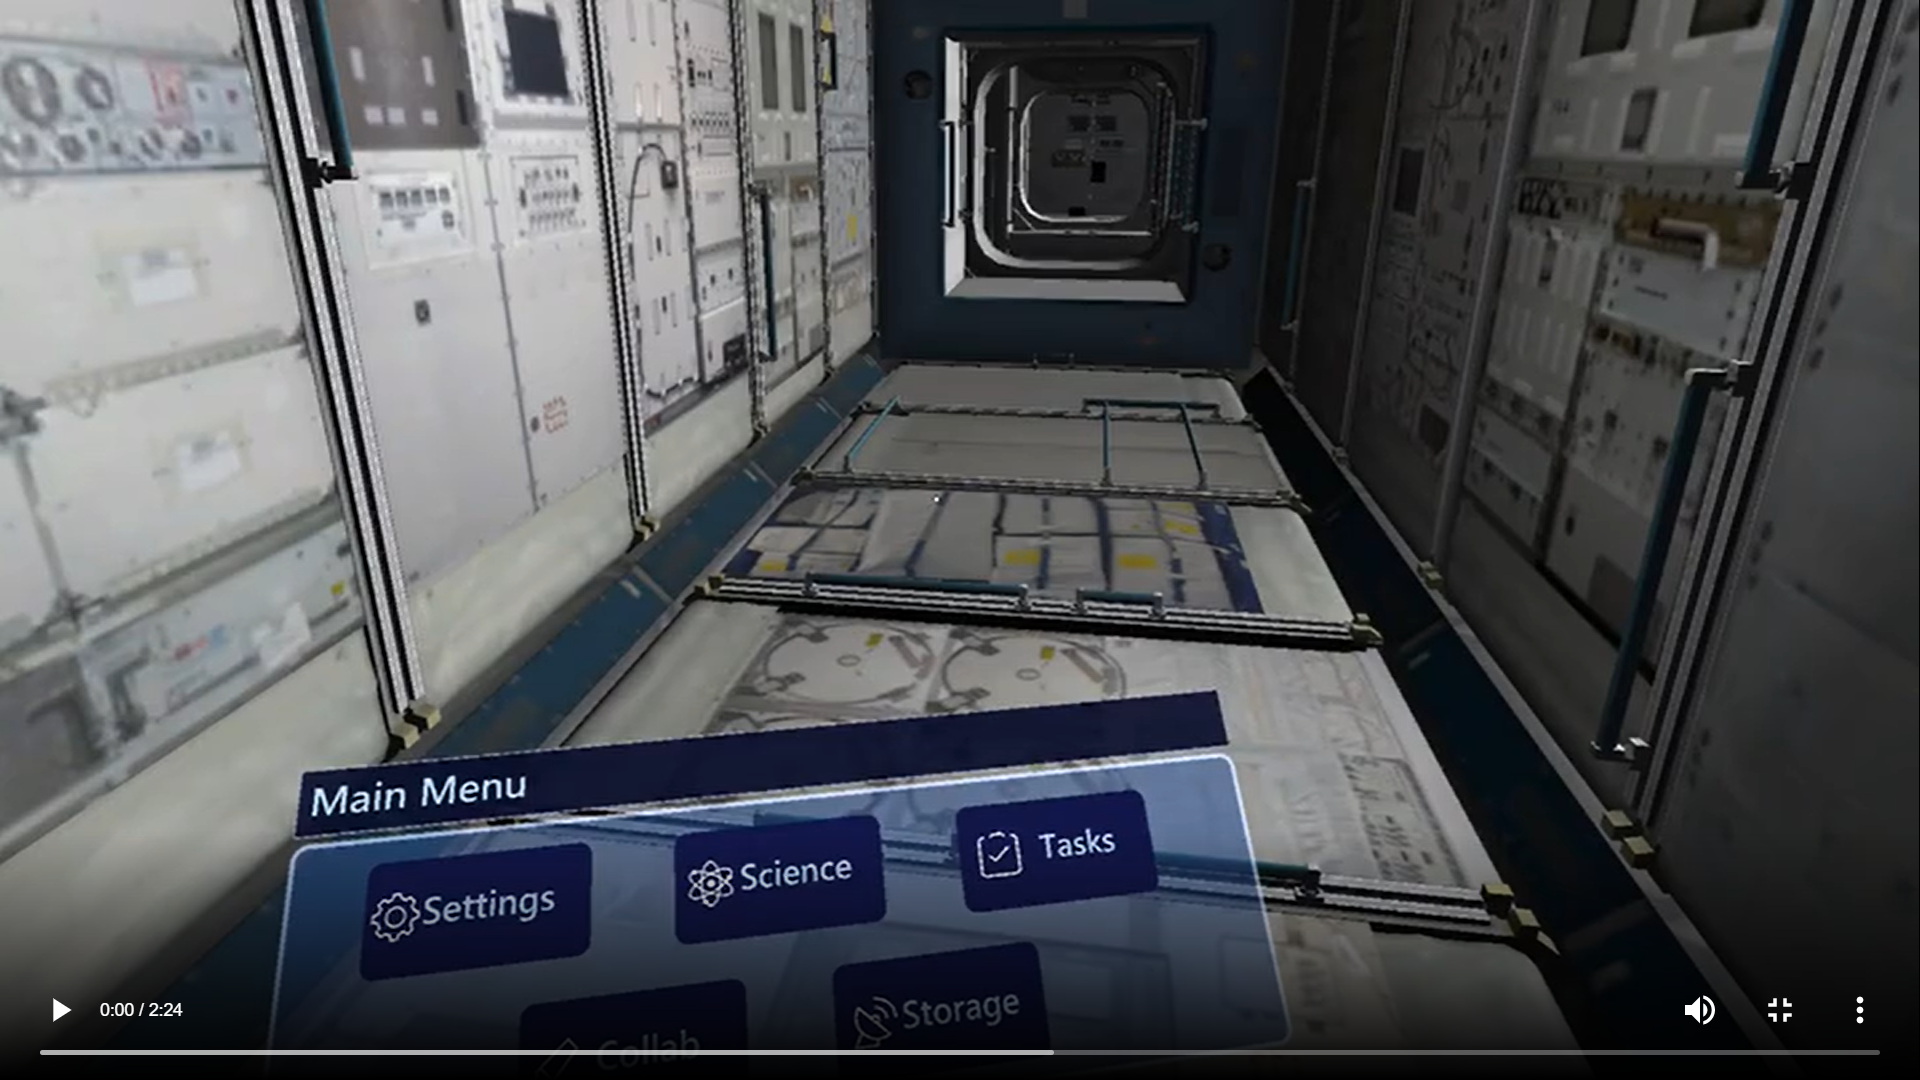 Main Menu
Settings
Science
Tasks
Collab
Storage
0:00 / 2:24